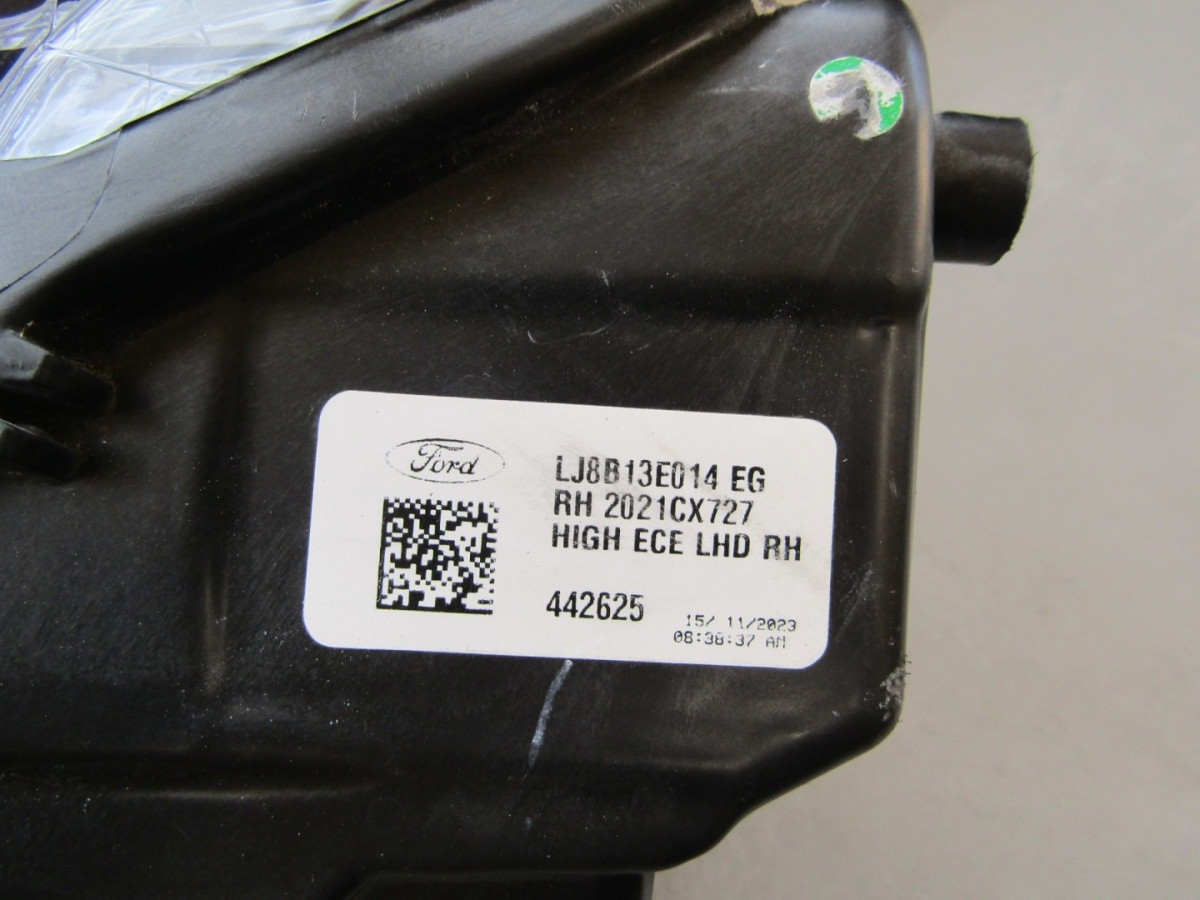 Ford
LJ8B13E014 EG
RH 2021CX727
HIGH ECE LHD RH
442625
15/ 11/2023
08:38:37 AM